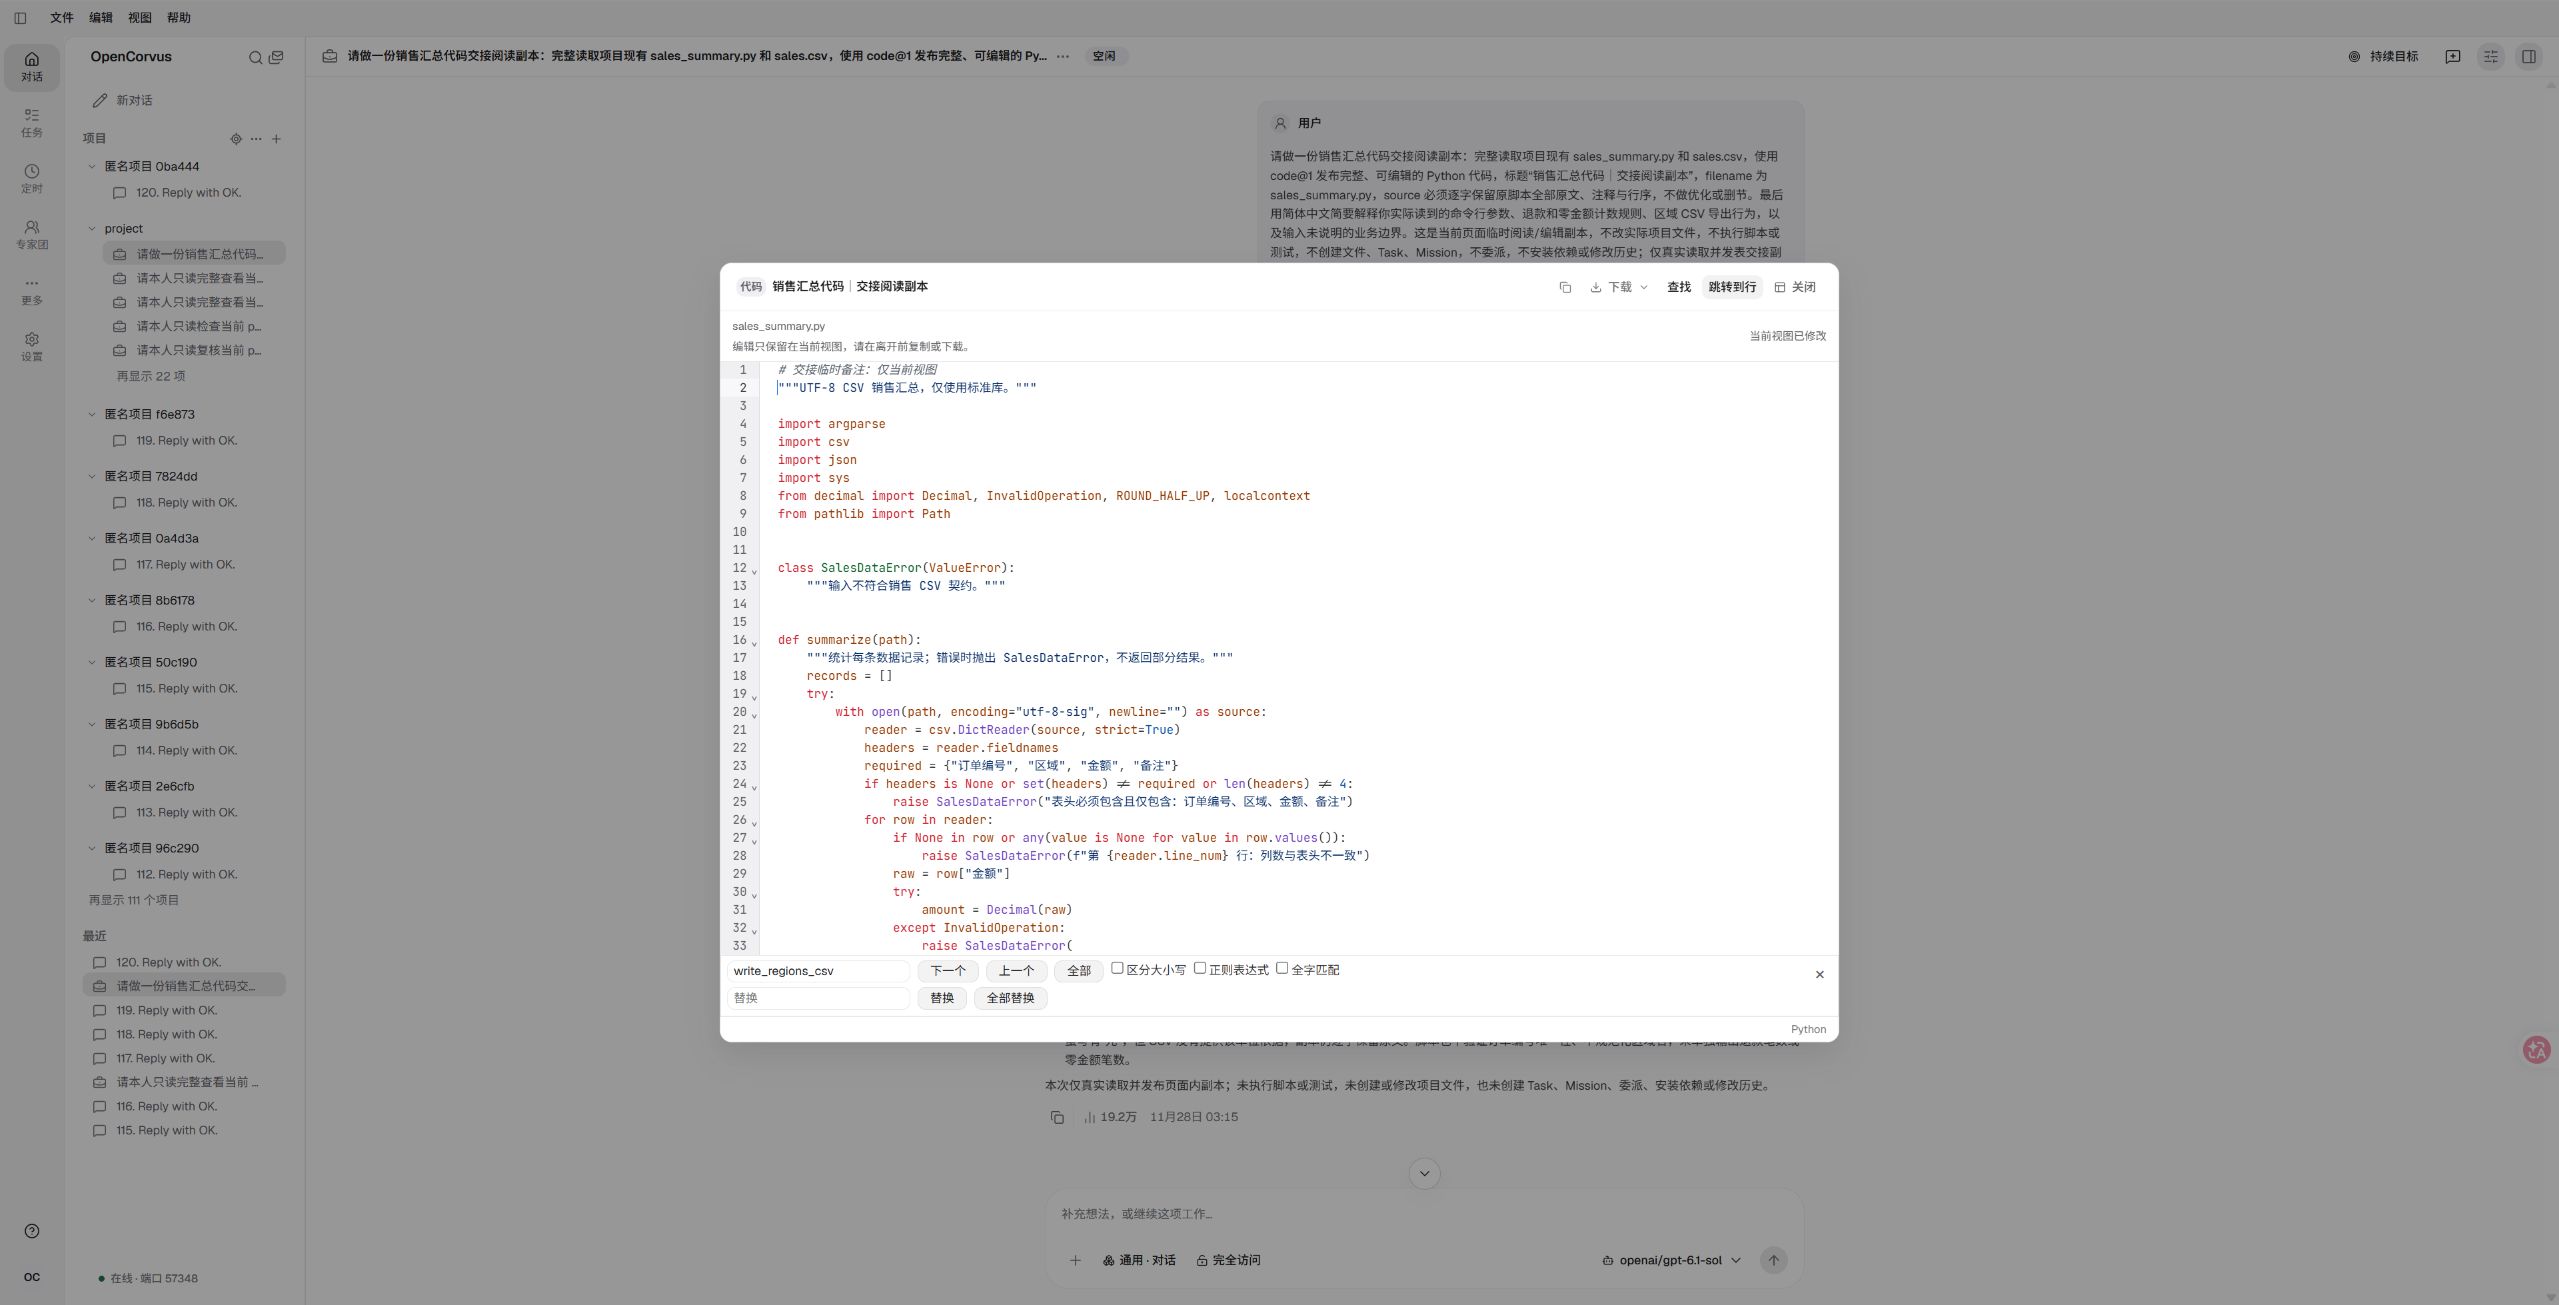 文件 编辑 视图 帮助
对话
任务
定时
专家团
更多
设置
OC
OpenCorvus
新对话
项目
匿名项目 0ba444
120. Reply with OK.
project
请做一份销售汇总代码...
请本人只读完整查看当...
请本人只读完整查看当...
请本人只读检查当前 p...
请本人只读复核当前 p...
再显示 22 项
匿名项目 f6e873
119. Reply with OK.
匿名项目 7824dd
118. Reply with OK.
匿名项目 0a4d3a
117. Reply with OK.
匿名项目 8b6178
116. Reply with OK.
匿名项目 50c190
115. Reply with OK.
匿名项目 9b6d5b
114. Reply with OK.
匿名项目 2e6cfb
113. Reply with OK.
匿名项目 96c290
112. Reply with OK.
再显示 111 个项目
最近
120. Reply with OK.
请做一份销售汇总代码交...
119. Reply with OK.
118. Reply with OK.
117. Reply with OK.
请本人只读完整查看当前 ...
116. Reply with OK.
115. Reply with OK.
在线 · 端口 57348
请做一份销售汇总代码交接阅读副本：完整读取项目现有 sales_summary.py 和 sales.csv，使用 code@1 发布完整、可编辑的 Py... 空闲
持续目标
用户
请做一份销售汇总代码交接阅读副本：完整读取项目现有 sales_summary.py 和 sales.csv，使用
code@1 发布完整、可编辑的 Python 代码，标题“销售汇总代码｜交接阅读副本”，filename 为
sales_summary.py，source 必须逐字保留原脚本全部原文、注释与行序，不做优化或删节。最后
用简体中文简要解释你实际读到的命令行参数、退款和零金额计数规则、区域 CSV 导出行为，以
及输入未说明的业务边界。这是当前页面临时阅读/编辑副本，不改实际项目文件，不执行脚本或
测试，不创建文件、Task、Mission，不委派，不安装依赖或修改历史；仅真实读取并发表交接副
代码 销售汇总代码｜交接阅读副本
下载 查找 跳转到行 关闭
sales_summary.py
编辑只保留在当前视图，请在离开前复制或下载。
当前视图已修改
1 # 交接临时备注：仅当前视图
2 """UTF-8 CSV 销售汇总，仅使用标准库。"""
3
4 import argparse
5 import csv
6 import json
7 import sys
8 from decimal import Decimal, InvalidOperation, ROUND_HALF_UP, localcontext
9 from pathlib import Path
10
11
12 class SalesDataError(ValueError):
13 """输入不符合销售 CSV 契约。"""
14
15
16 def summarize(path):
17 """统计每条数据记录；错误时抛出 SalesDataError，不返回部分结果。"""
18 records = []
19 try:
20 with open(path, encoding="utf-8-sig", newline="") as source:
21 reader = csv.DictReader(source, strict=True)
22 headers = reader.fieldnames
23 required = {"订单编号", "区域", "金额", "备注"}
24 if headers is None or set(headers) != required or len(headers) != 4:
25 raise SalesDataError("表头必须包含且仅包含：订单编号、区域、金额、备注")
26 for row in reader:
27 if None in row or any(value is None for value in row.values()):
28 raise SalesDataError(f"第 {reader.line_num} 行：列数与表头不一致")
29 raw = row["金额"]
30 try:
31 amount = Decimal(raw)
32 except InvalidOperation:
33 raise SalesDataError(
write_regions_csv 下一个 上一个 全部 区分大小写 正则表达式 全字匹配
替换 替换 全部替换
Python
零金额笔数。
本次仅真实读取并发布页面内副本；未执行脚本或测试，未创建或修改项目文件，也未创建 Task、Mission、委派、安装依赖或修改历史。
19.2万 11月28日 03:15
补充想法，或继续这项工作...
通用 · 对话 完全访问
openai/gpt-6.1-sol